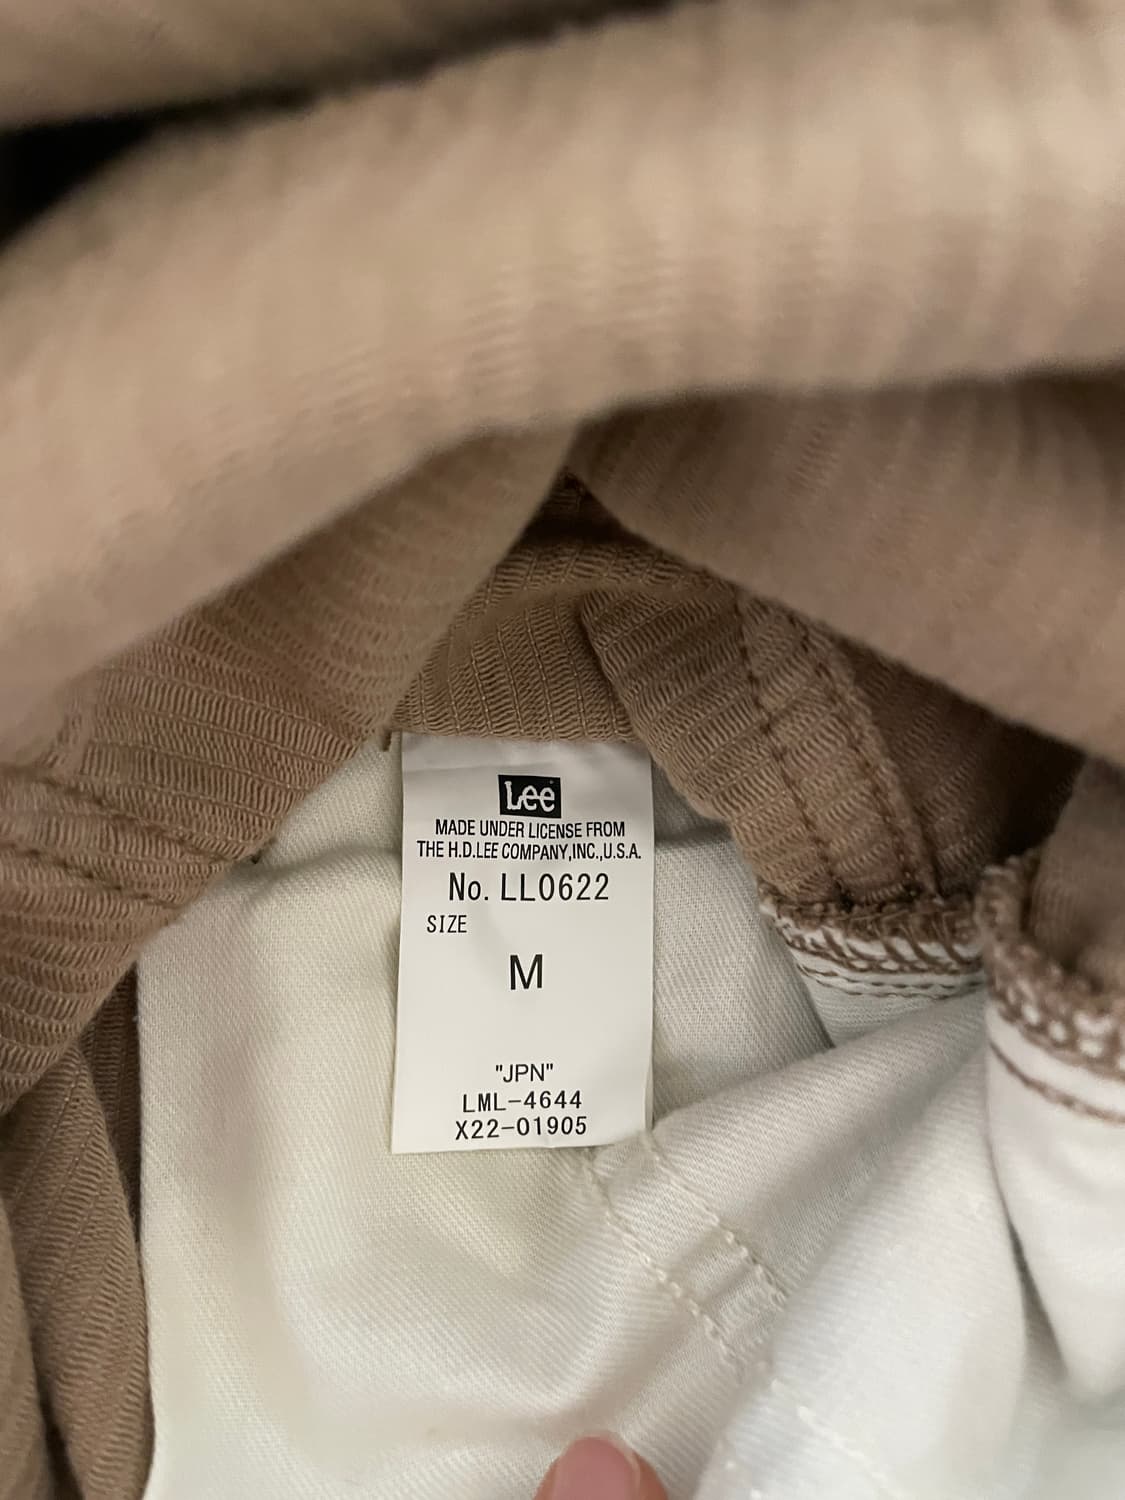 Lee
MADE UNDER LICENSE FROM
THE H.D.LEE COMPANY,INC.,U.S.A.
No. LL0622
SIZE
M
"JPN"
LML-4644
X22-01905